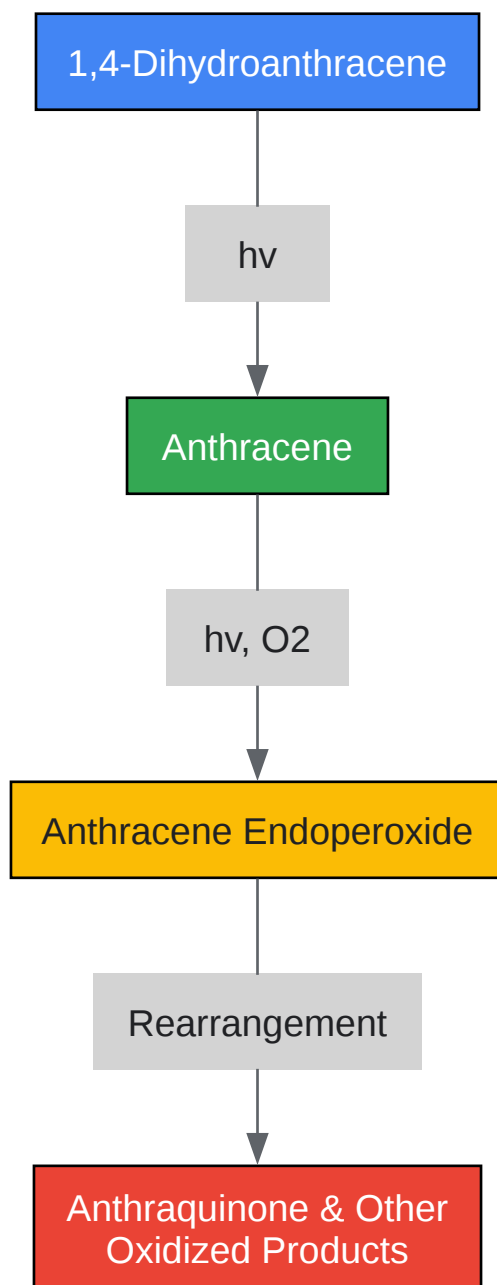 1,4-Dihydroanthracene
hv
Anthracene
hv, O2
Anthracene Endoperoxide
Rearrangement
Anthraquinone & Other
Oxidized Products